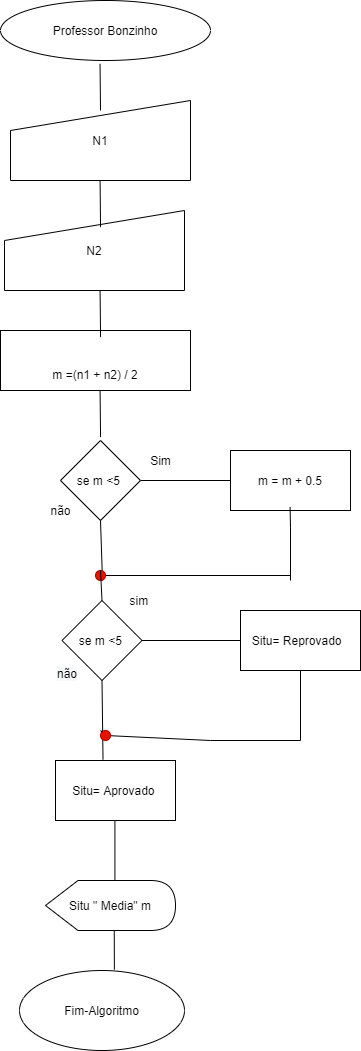 Professor Bonzinho
N1
N2
m =(n1 + n2) / 2
Sim
se m <5
m = m + 0.5
não
sim
se m <5
Situ= Reprovado
não
Situ= Aprovado
Situ " Media" m
Fim-Algoritmo